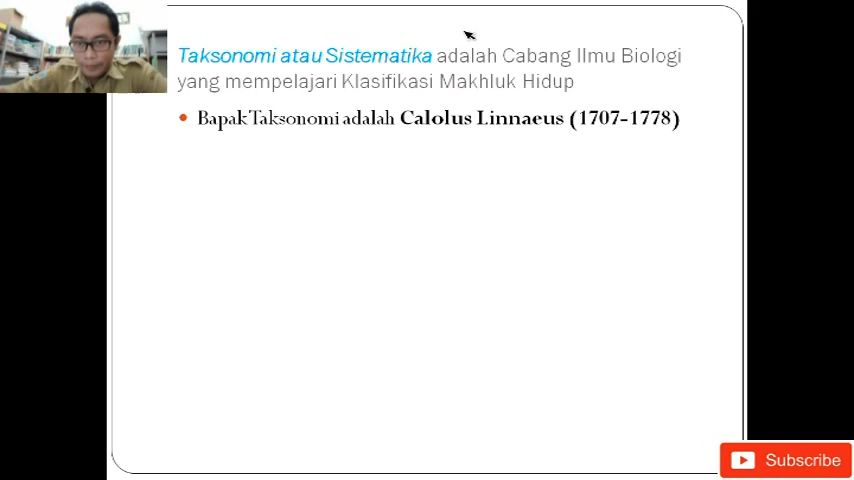 Taksonomi atau Sistematika adalah Cabang Ilmu Biologi
yang mempelajari Klasifikasi Makhluk Hidup
• Bapak Taksonomi adalah Calolus Linnaeus (1707-1778)
Subscribe